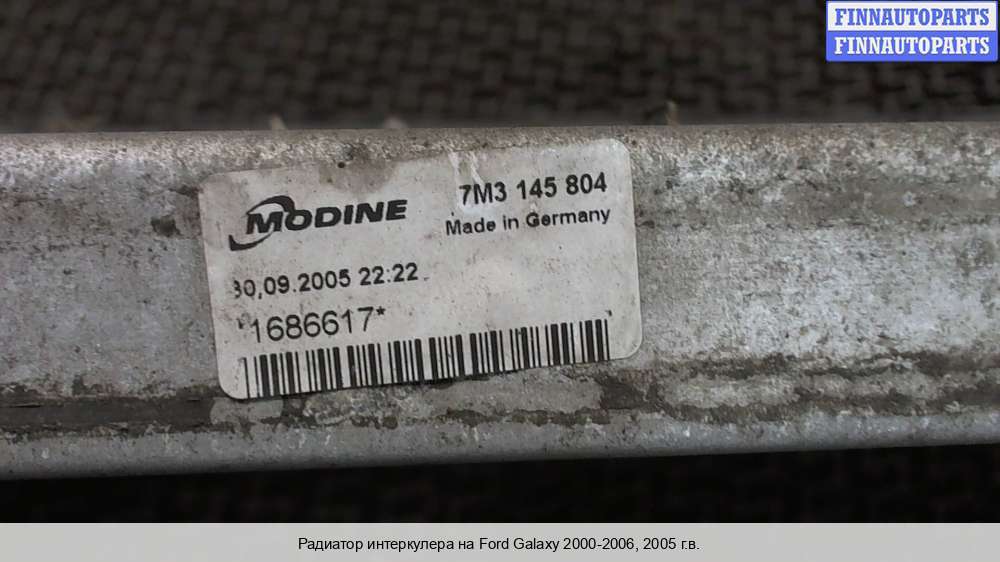 FINNAUTOPARTS
FINNAUTOPARTS
MODINE
7M3 145 804
Made in Germany
30,09.2005 22:22
*1686617*
Радиатор интеркулера на Ford Galaxy 2000-2006, 2005 г.в.